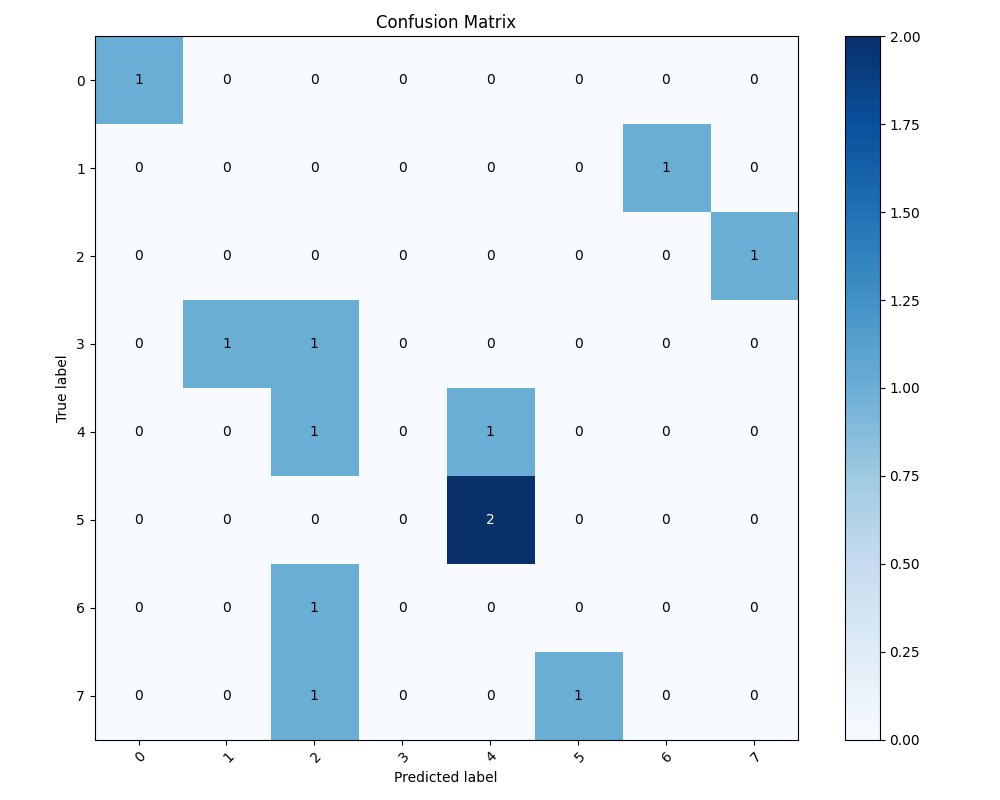 Confusion Matrix
True label
0 1 0 0 0 0 0 0 0
1 0 0 0 0 0 0 1 0
2 0 0 0 0 0 0 0 1
3 0 1 1 0 0 0 0 0
4 0 0 1 0 1 0 0 0
5 0 0 0 0 2 0 0 0
6 0 0 1 0 0 0 0 0
7 0 0 1 0 0 1 0 0
0 1 2 3 4 5 6 7
Predicted label
2.00
1.75
1.50
1.25
1.00
0.75
0.50
0.25
0.00